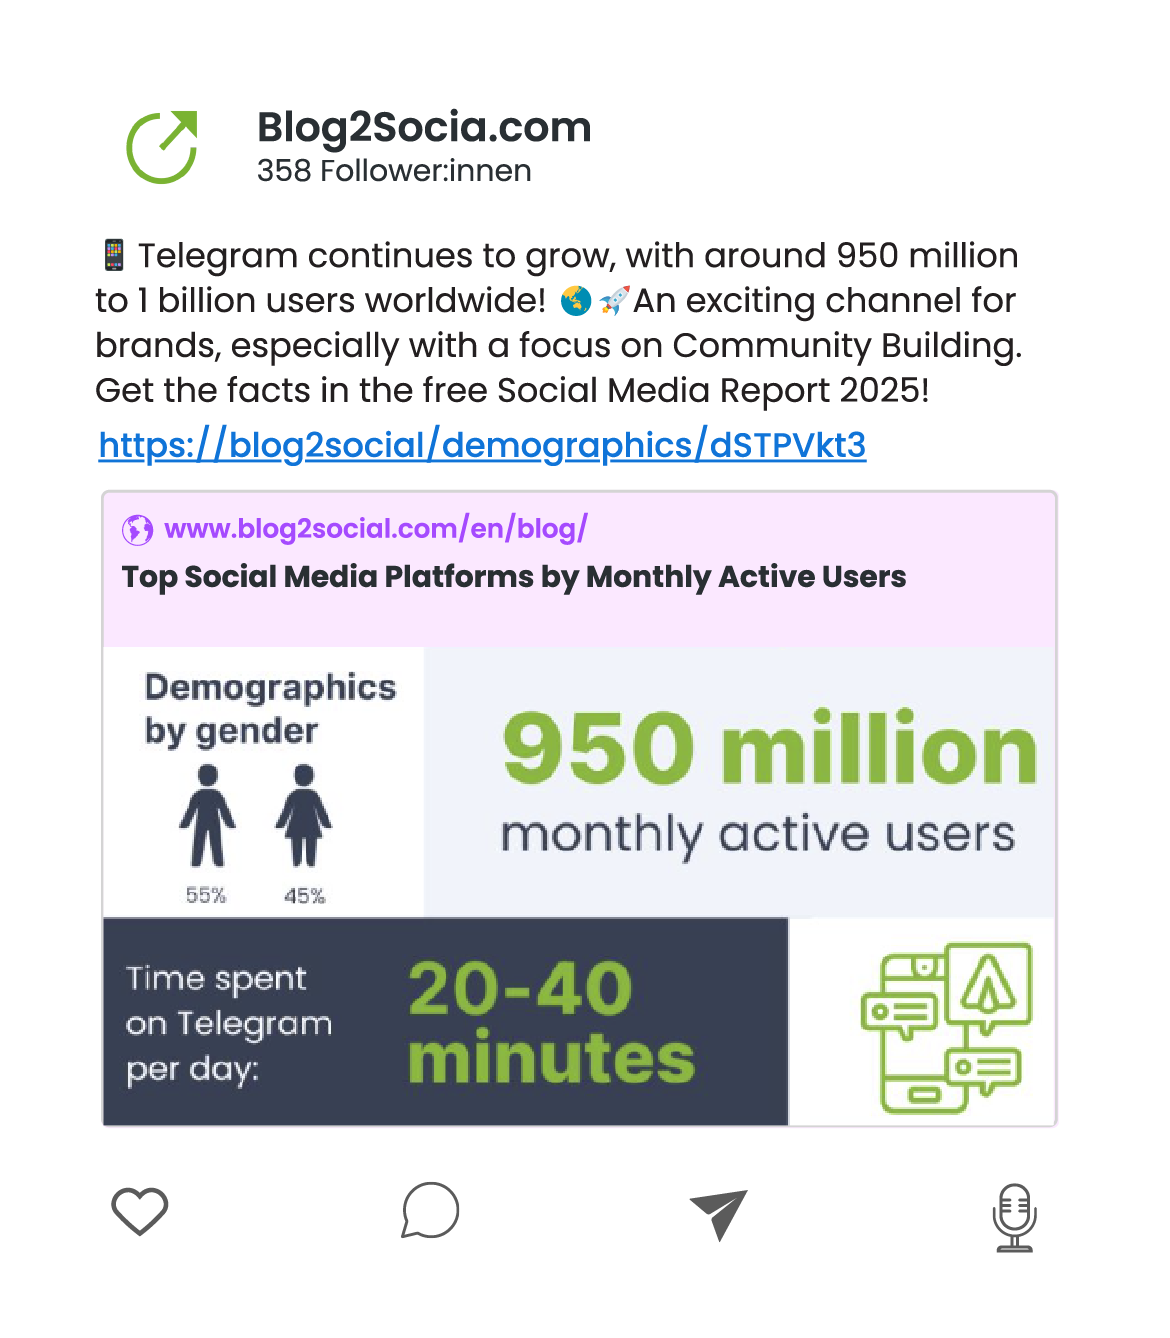 Blog2Socia.com
358 Follower:innen
📱 Telegram continues to grow, with around 950 million
to 1 billion users worldwide! 🌏🚀An exciting channel for
brands, especially with a focus on Community Building.
Get the facts in the free Social Media Report 2025!
https://blog2social/demographics/dSTPVkt3
www.blog2social.com/en/blog/
Top Social Media Platforms by Monthly Active Users
Demographics
by gender
55% 45%
950 million
monthly active users
Time spent
on Telegram
per day:
20-40
minutes